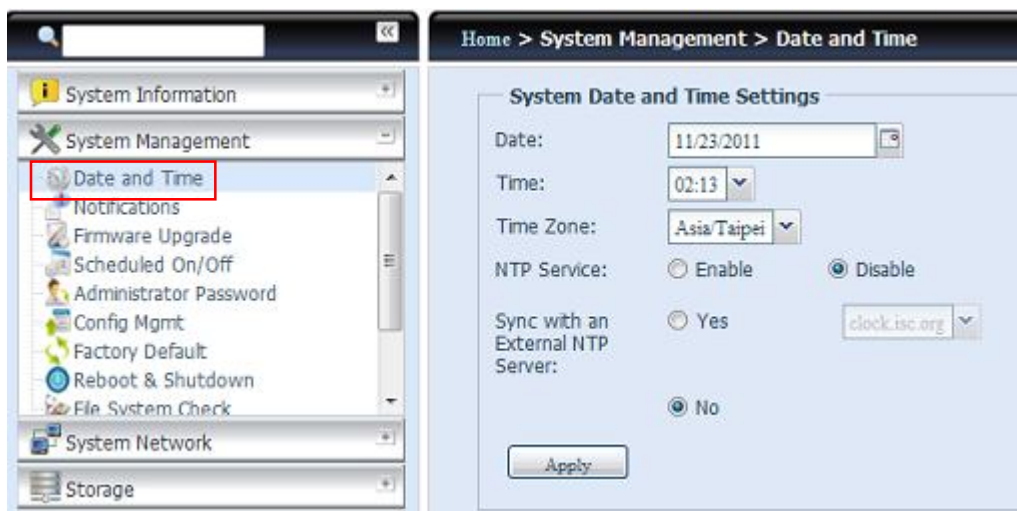 Home > System Management > Date and Time
System Information
System Management
Date and Time
Notifications
Firmware Upgrade
Scheduled On/Off
Administrator Password
Config Mgmt
Factory Default
Reboot & Shutdown
File System Check
System Network
Storage
System Date and Time Settings
Date:
11/23/2011
Time:
02:13
Time Zone:
Asia/Taipei
NTP Service:
Enable
Disable
Sync with an
External NTP
Server:
Yes
clock.isc.org
No
Apply